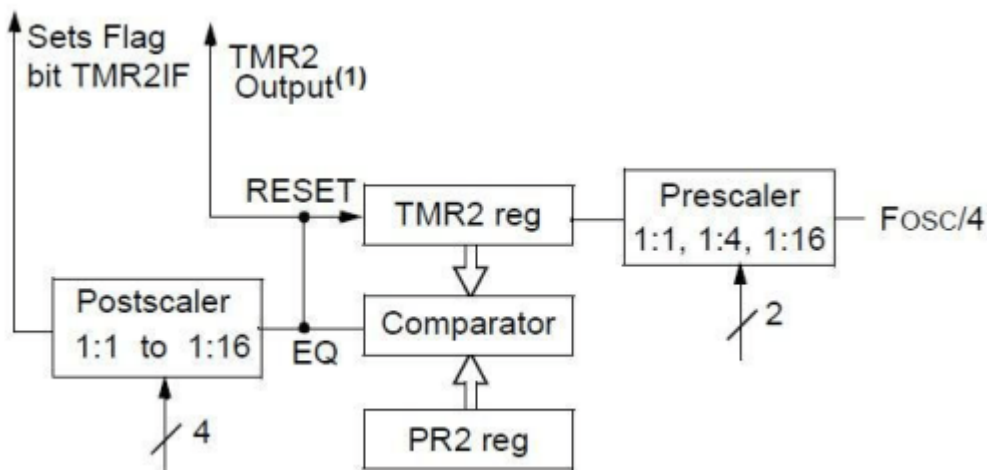 Sets Flag
bit TMR2IF
TMR2
Output(1)
RESET
TMR2 reg
Prescaler
1:1, 1:4, 1:16
FOSC/4
Postscaler
1:1 to 1:16
EQ
Comparator
2
4
PR2 reg